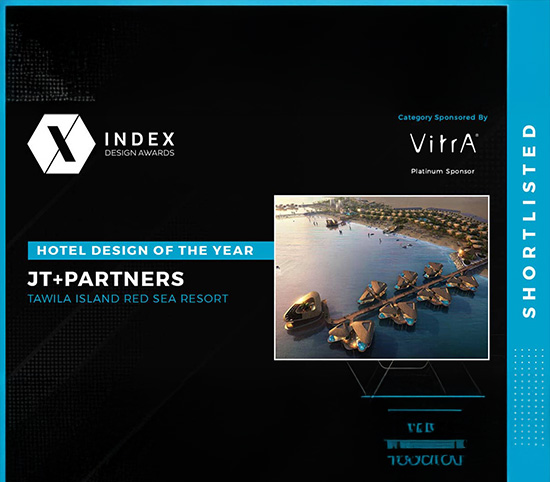 INDEX
DESIGN AWARDS
Category Sponsored By
VitrA
Platinum Sponsor
HOTEL DESIGN OF THE YEAR
JT+PARTNERS
TAWILA ISLAND RED SEA RESORT
SHORTLISTED